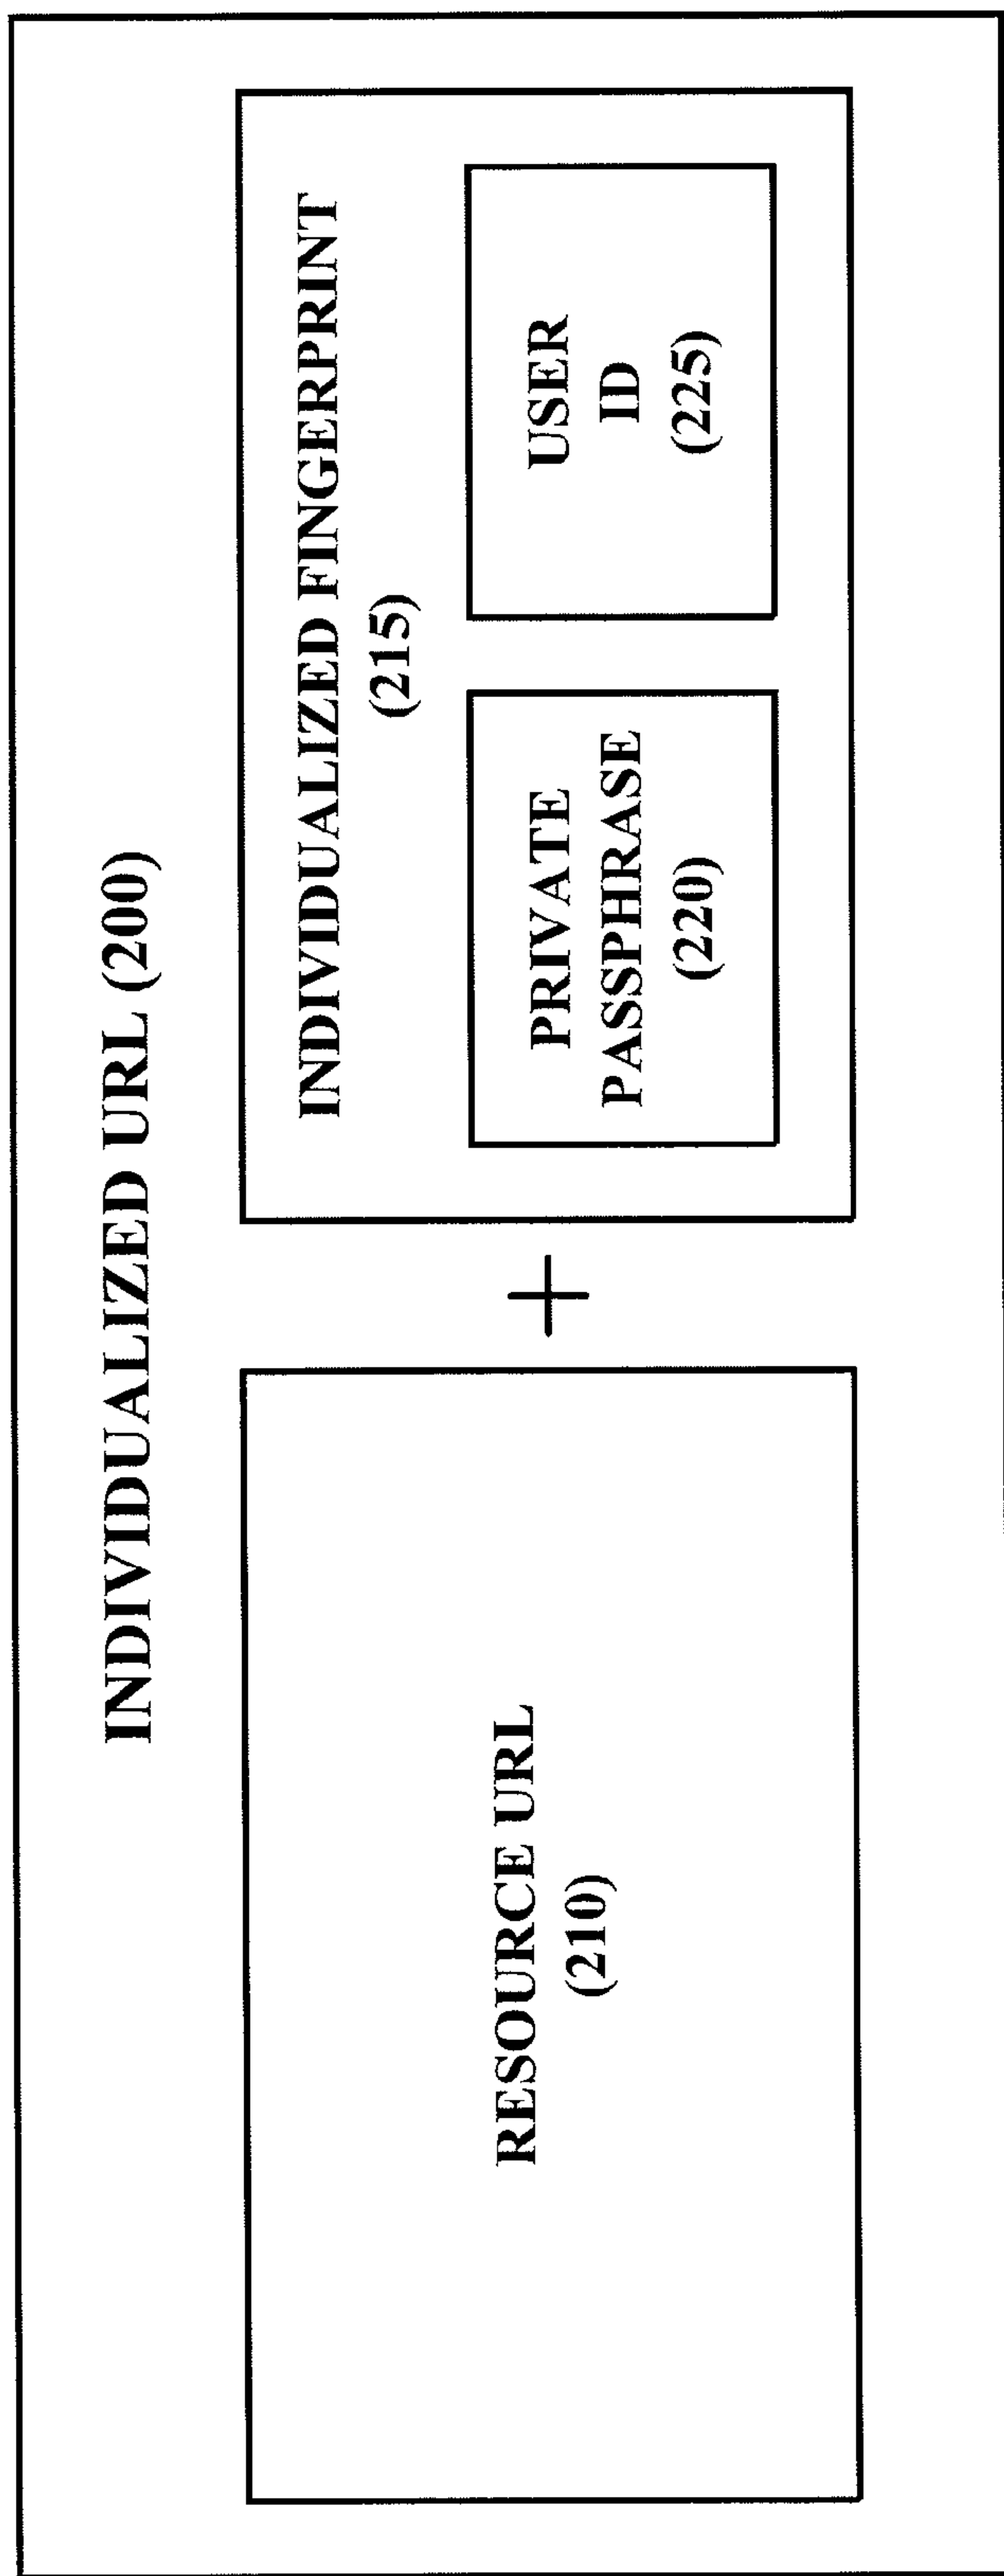 INDIVIDUALIZED URL (200)
RESOURCE URL
(210)
+
INDIVIDUALIZED FINGERPRINT
(215)
PRIVATE
PASSPHRASE
(220)
USER
ID
(225)